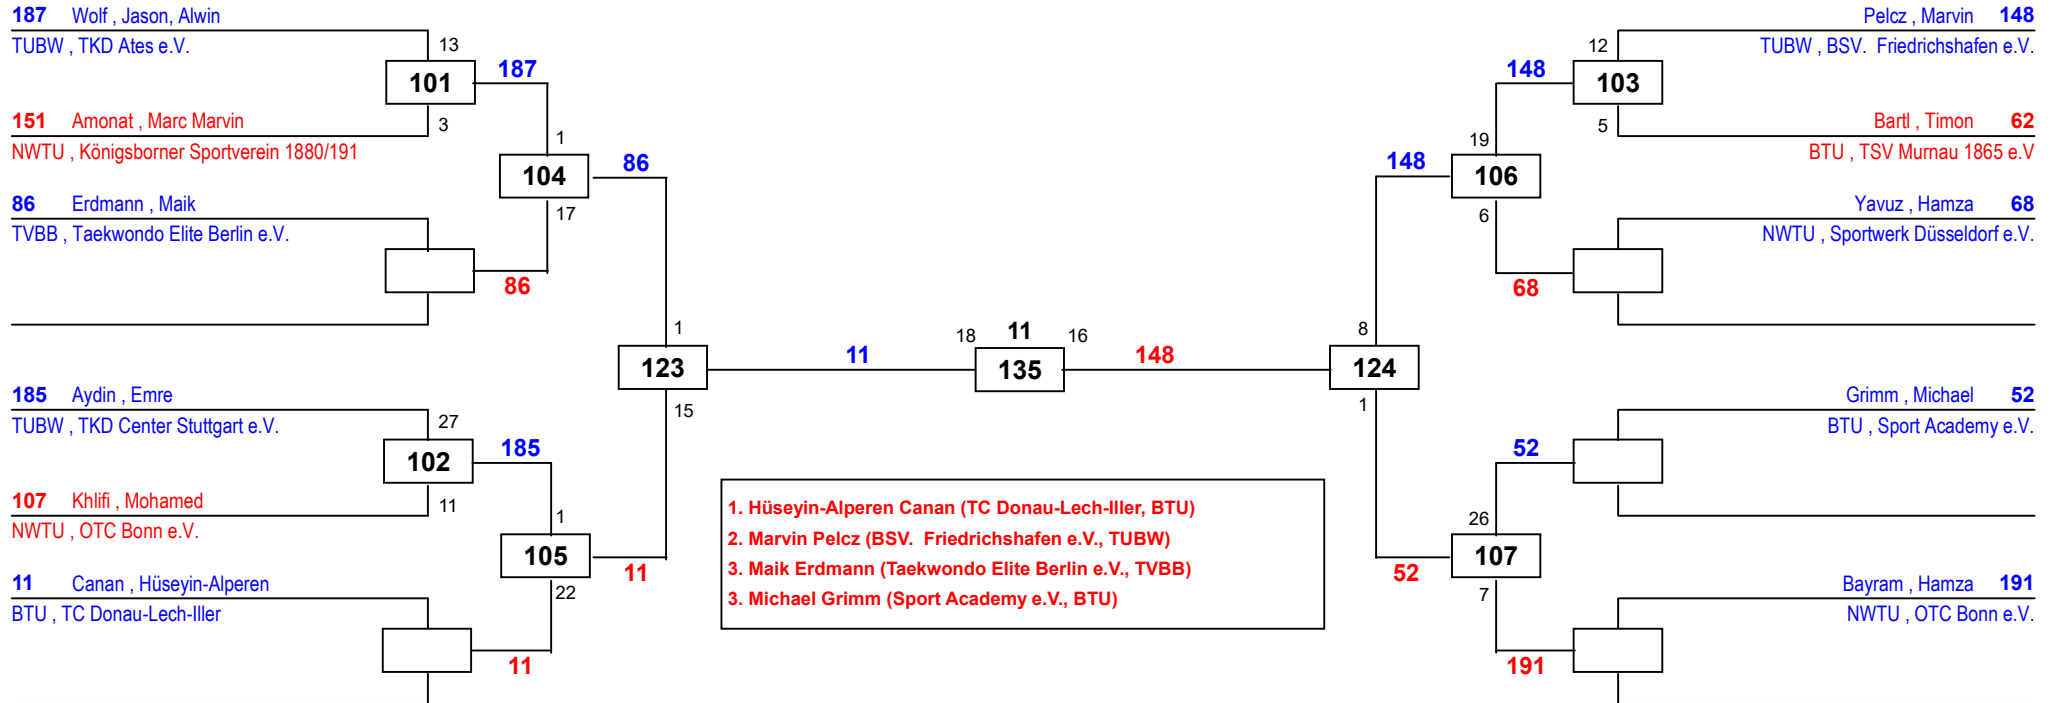 187 Wolf , Jason, Alwin
TUBW , TKD Ates e.V.
13
101
187
3
151 Amonat , Marc Marvin
NWTU , Königsborner Sportverein 1880/191
1
104
86
17
86 Erdmann , Maik
TVBB , Taekwondo Elite Berlin e.V.
86
1
123
11
15
185 Aydin , Emre
TUBW , TKD Center Stuttgart e.V.
27
102
185
11
107 Khlifi , Mohamed
NWTU , OTC Bonn e.V.
1
105
11
22
11 Canan , Hüseyin-Alperen
BTU , TC Donau-Lech-Iller
11
18
11
16
135
148
1. Hüseyin-Alperen Canan (TC Donau-Lech-Iller, BTU)
2. Marvin Pelcz (BSV. Friedrichshafen e.V., TUBW)
3. Maik Erdmann (Taekwondo Elite Berlin e.V., TVBB)
3. Michael Grimm (Sport Academy e.V., BTU)
Pelcz , Marvin 148
TUBW , BSV. Friedrichshafen e.V.
12
148
103
5
Bartl , Timon 62
BTU , TSV Murnau 1865 e.V
19
148
106
6
Yavuz , Hamza 68
NWTU , Sportwerk Düsseldorf e.V.
68
8
124
1
Grimm , Michael 52
BTU , Sport Academy e.V.
52
26
107
52
7
Bayram , Hamza 191
NWTU , OTC Bonn e.V.
191